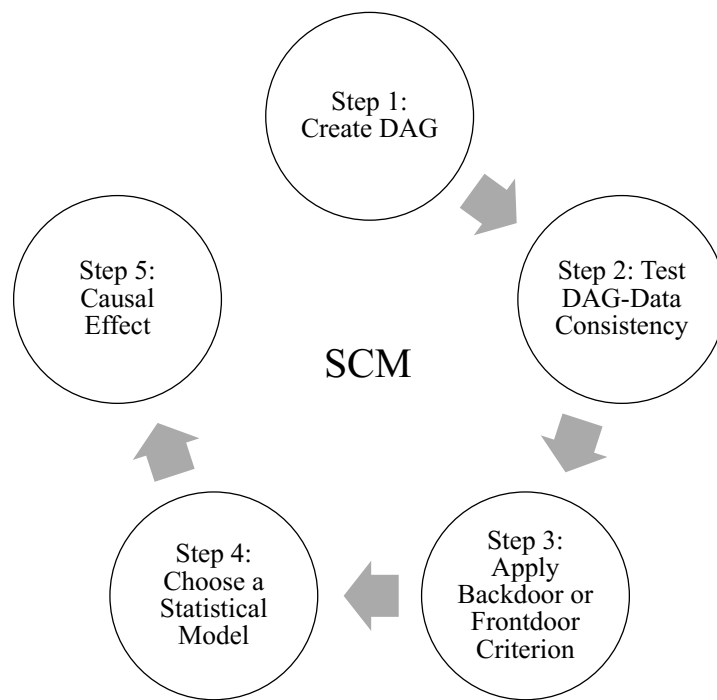 Step 1:
Create DAG
Step 2: Test
DAG-Data
Consistency
Step 3:
Apply
Backdoor or
Frontdoor
Criterion
Step 4:
Choose a
Statistical
Model
Step 5:
Causal
Effect
SCM